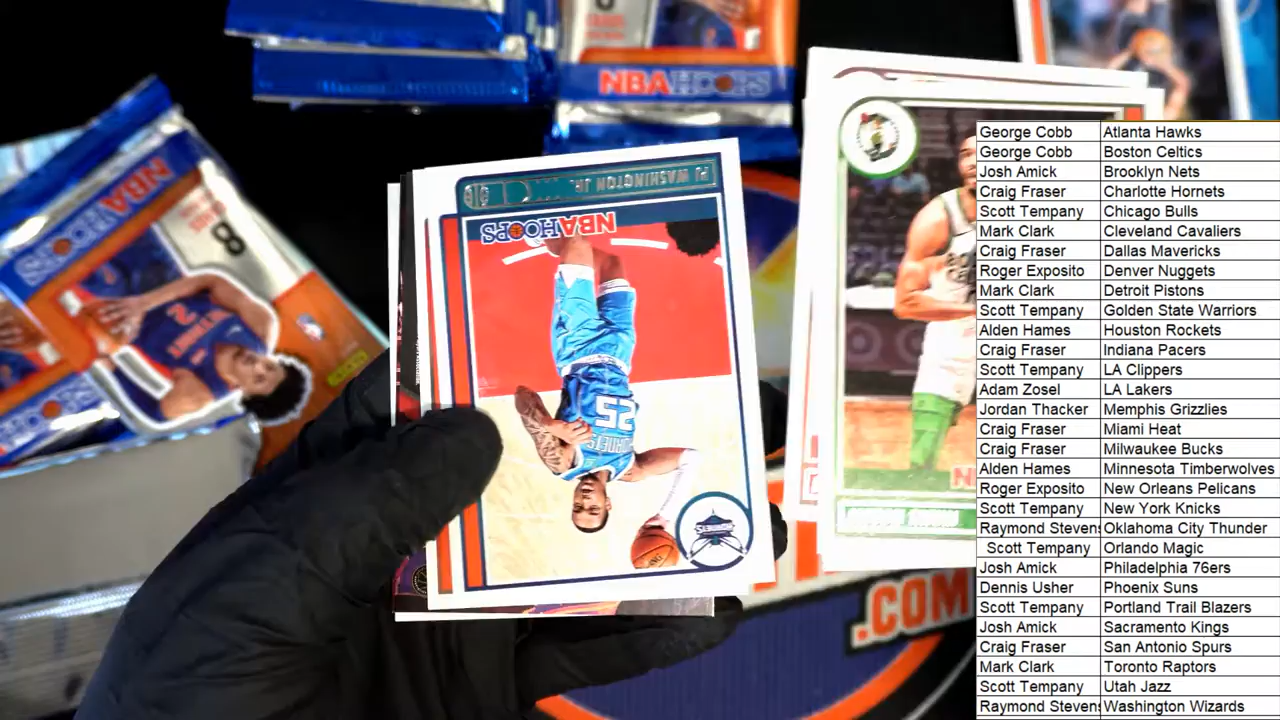 NBA HOOPS
NBA HOOPS
8
2
PJ WASHINGTON JR.
NBA HOOPS
HORNETS
25
HORNETS
.COM
George Cobb Atlanta Hawks
George Cobb Boston Celtics
Josh Amick Brooklyn Nets
Craig Fraser Charlotte Hornets
Scott Tempany Chicago Bulls
Mark Clark Cleveland Cavaliers
Craig Fraser Dallas Mavericks
Roger Exposito Denver Nuggets
Mark Clark Detroit Pistons
Scott Tempany Golden State Warriors
Alden Hames Houston Rockets
Craig Fraser Indiana Pacers
Scott Tempany LA Clippers
Adam Zosel LA Lakers
Jordan Thacker Memphis Grizzlies
Craig Fraser Miami Heat
Craig Fraser Milwaukee Bucks
Alden Hames Minnesota Timberwolves
Roger Exposito New Orleans Pelicans
Scott Tempany New York Knicks
Raymond Stevens Oklahoma City Thunder
Scott Tempany Orlando Magic
Josh Amick Philadelphia 76ers
Dennis Usher Phoenix Suns
Scott Tempany Portland Trail Blazers
Josh Amick Sacramento Kings
Craig Fraser San Antonio Spurs
Mark Clark Toronto Raptors
Scott Tempany Utah Jazz
Raymond Stevens Washington Wizards